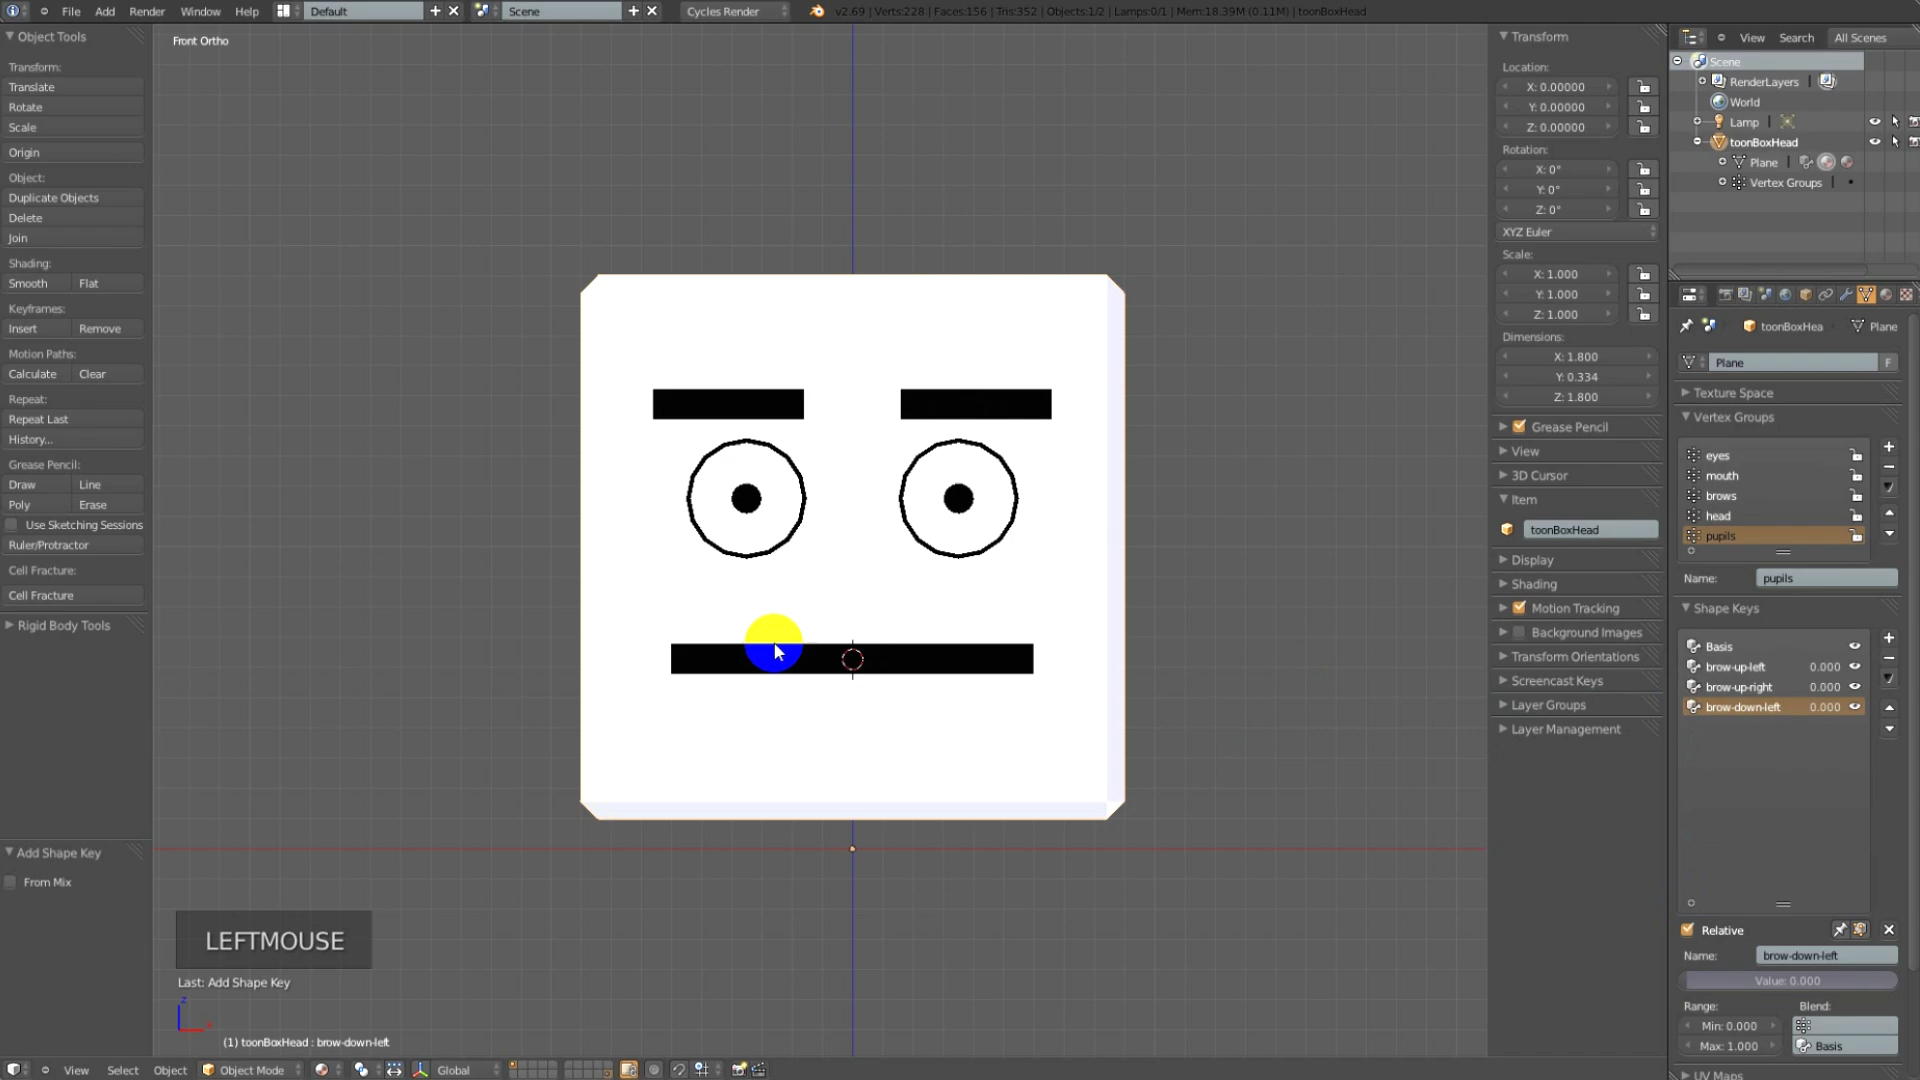 File Add Render Window Help Default Scene Cycles Render v2.69 | Verts:228 | Faces:156 | Tris:352 | Objects:1/2 | Lamps:0/1 | Mem:18.39M (0.11M) | toonBoxHead
Object Tools
Transform:
Translate
Rotate
Scale
Origin
Object:
Duplicate Objects
Delete
Join
Shading:
Smooth Flat
Keyframes:
Insert Remove
Motion Paths:
Calculate Clear
Repeat:
Repeat Last
History...
Grease Pencil:
Draw Line
Poly Erase
Use Sketching Sessions
Ruler/Protractor
Cell Fracture:
Cell Fracture
Rigid Body Tools
Add Shape Key
From Mix
Front Ortho
LEFTMOUSE
Last: Add Shape Key
z
(1) toonBoxHead : brow-down-left
View Select Object Object Mode Global
Transform
Location:
X: 0.00000
Y: 0.00000
Z: 0.00000
Rotation:
X: 0°
Y: 0°
Z: 0°
XYZ Euler
Scale:
X: 1.000
Y: 1.000
Z: 1.000
Dimensions:
X: 1.800
Y: 0.334
Z: 1.800
Grease Pencil
View
3D Cursor
Item
toonBoxHead
Display
Shading
Motion Tracking
Background Images
Transform Orientations
Screencast Keys
Layer Groups
Layer Management
View Search All Scenes
Scene
RenderLayers |
World
Lamp |
toonBoxHead
Plane |
Vertex Groups |
toonBoxHea Plane
Plane F
Texture Space
Vertex Groups
eyes
mouth
brows
head
pupils
Name: pupils
Shape Keys
Basis
brow-up-left 0.000
brow-up-right 0.000
brow-down-left 0.000
Relative
Name: brow-down-left
Value: 0.000
Range: Blend:
Min: 0.000
Max: 1.000 Basis
UV Maps